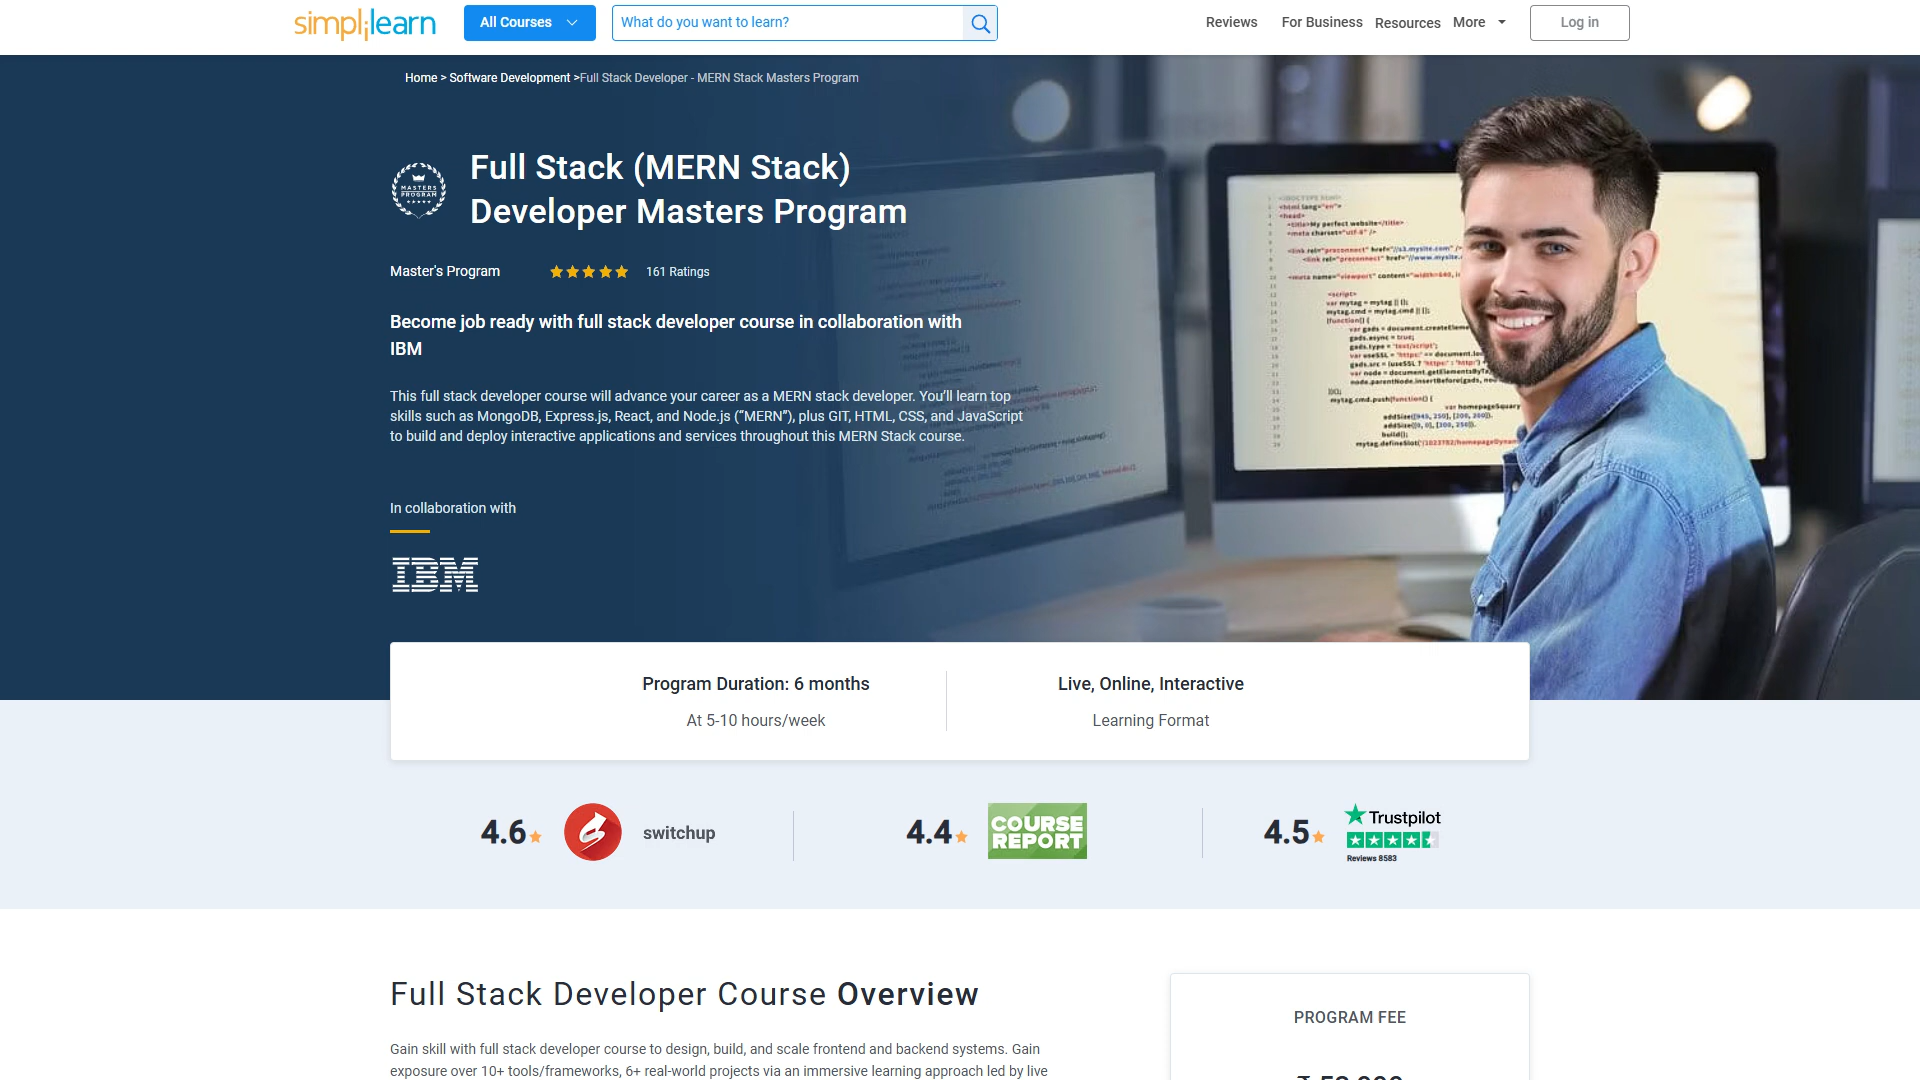 simplilearn
All Courses
What do you want to learn?
Reviews
For Business
Resources
More
Log in
Home > Software Development >Full Stack Developer - MERN Stack Masters Program
MASTERS
PROGRAM
Full Stack (MERN Stack)
Developer Masters Program
Master's Program
161 Ratings
Become job ready with full stack developer course in collaboration with
IBM
This full stack developer course will advance your career as a MERN stack developer. You’ll learn top
skills such as MongoDB, Express.js, React, and Node.js (“MERN”), plus GIT, HTML, CSS, and JavaScript
to build and deploy interactive applications and services throughout this MERN Stack course.
In collaboration with
IBM
Program Duration: 6 months
At 5-10 hours/week
Live, Online, Interactive
Learning Format
4.6
switchup
4.4
COURSE
REPORT
4.5
Trustpilot
Reviews 8583
Full Stack Developer Course Overview
PROGRAM FEE
Gain skill with full stack developer course to design, build, and scale frontend and backend systems. Gain
exposure over 10+ tools/frameworks, 6+ real-world projects via an immersive learning approach led by live